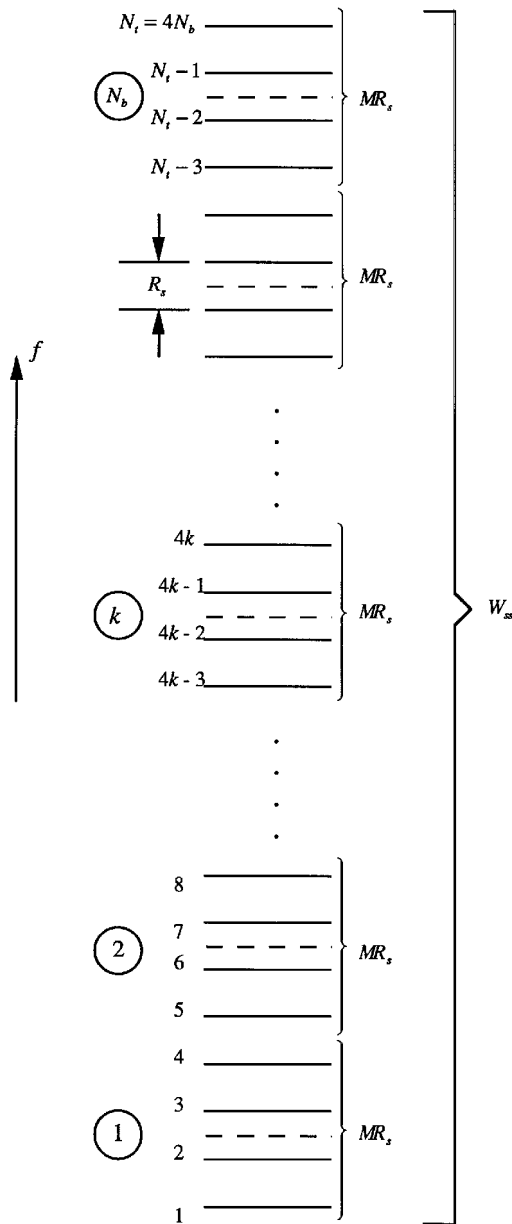 N_t = 4N_b
N_t − 1
N_b
MR_s
N_t − 2
N_t − 3
MR_s
R_s
f
4k
4k - 1
k
MR_s
W_ss
4k - 2
4k - 3
8
7
2
MR_s
6
5
4
3
1
MR_s
2
1